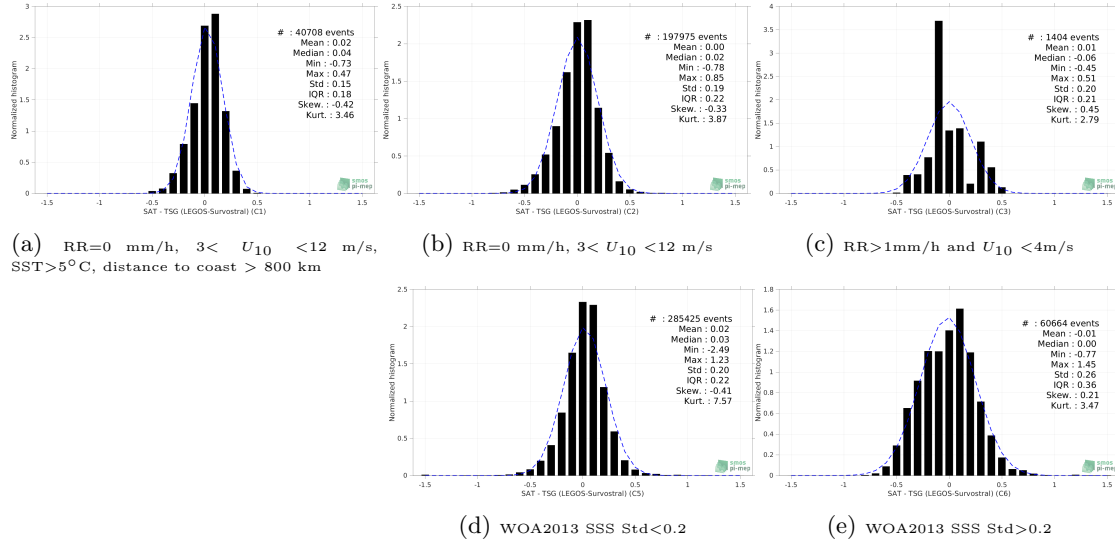 # : 40708 events
Mean : 0.02
Median : 0.04
Min : -0.73
Max : 0.47
Std : 0.15
IQR : 0.18
Skew. : -0.42
Kurt. : 3.46
Normalized histogram
3
2.5
2
1.5
1
0.5
0
-1.5 -1 -0.5 0 0.5 1 1.5
SAT - TSG (LEGOS-Survostral) (C1)
smos
pi-mep
(a) RR=0 mm/h, 3< U10 <12 m/s,
SST>5°C, distance to coast > 800 km
# : 197975 events
Mean : 0.00
Median : 0.02
Min : -0.78
Max : 0.85
Std : 0.19
IQR : 0.22
Skew. : -0.33
Kurt. : 3.87
Normalized histogram
2.5
2
1.5
1
0.5
0
-1.5 -1 -0.5 0 0.5 1 1.5
SAT - TSG (LEGOS-Survostral) (C2)
smos
pi-mep
(b) RR=0 mm/h, 3< U10 <12 m/s
# : 1404 events
Mean : 0.01
Median : -0.06
Min : -0.45
Max : 0.51
Std : 0.20
IQR : 0.21
Skew. : 0.45
Kurt. : 2.79
Normalized histogram
4
3.5
3
2.5
2
1.5
1
0.5
0
-1.5 -1 -0.5 0 0.5 1 1.5
SAT - TSG (LEGOS-Survostral) (C3)
smos
pi-mep
(c) RR>1mm/h and U10 <4m/s
# : 285425 events
Mean : 0.02
Median : 0.03
Min : -2.49
Max : 1.23
Std : 0.20
IQR : 0.22
Skew. : -0.41
Kurt. : 7.57
Normalized histogram
2.5
2
1.5
1
0.5
0
-1.5 -1 -0.5 0 0.5 1 1.5
SAT - TSG (LEGOS-Survostral) (C5)
smos
pi-mep
(d) WOA2013 SSS Std<0.2
# : 60664 events
Mean : -0.01
Median : 0.00
Min : -0.77
Max : 1.45
Std : 0.26
IQR : 0.36
Skew. : 0.21
Kurt. : 3.47
Normalized histogram
1.8
1.6
1.4
1.2
1
0.8
0.6
0.4
0.2
0
-1.5 -1 -0.5 0 0.5 1 1.5
SAT - TSG (LEGOS-Survostral) (C6)
smos
pi-mep
(e) WOA2013 SSS Std>0.2